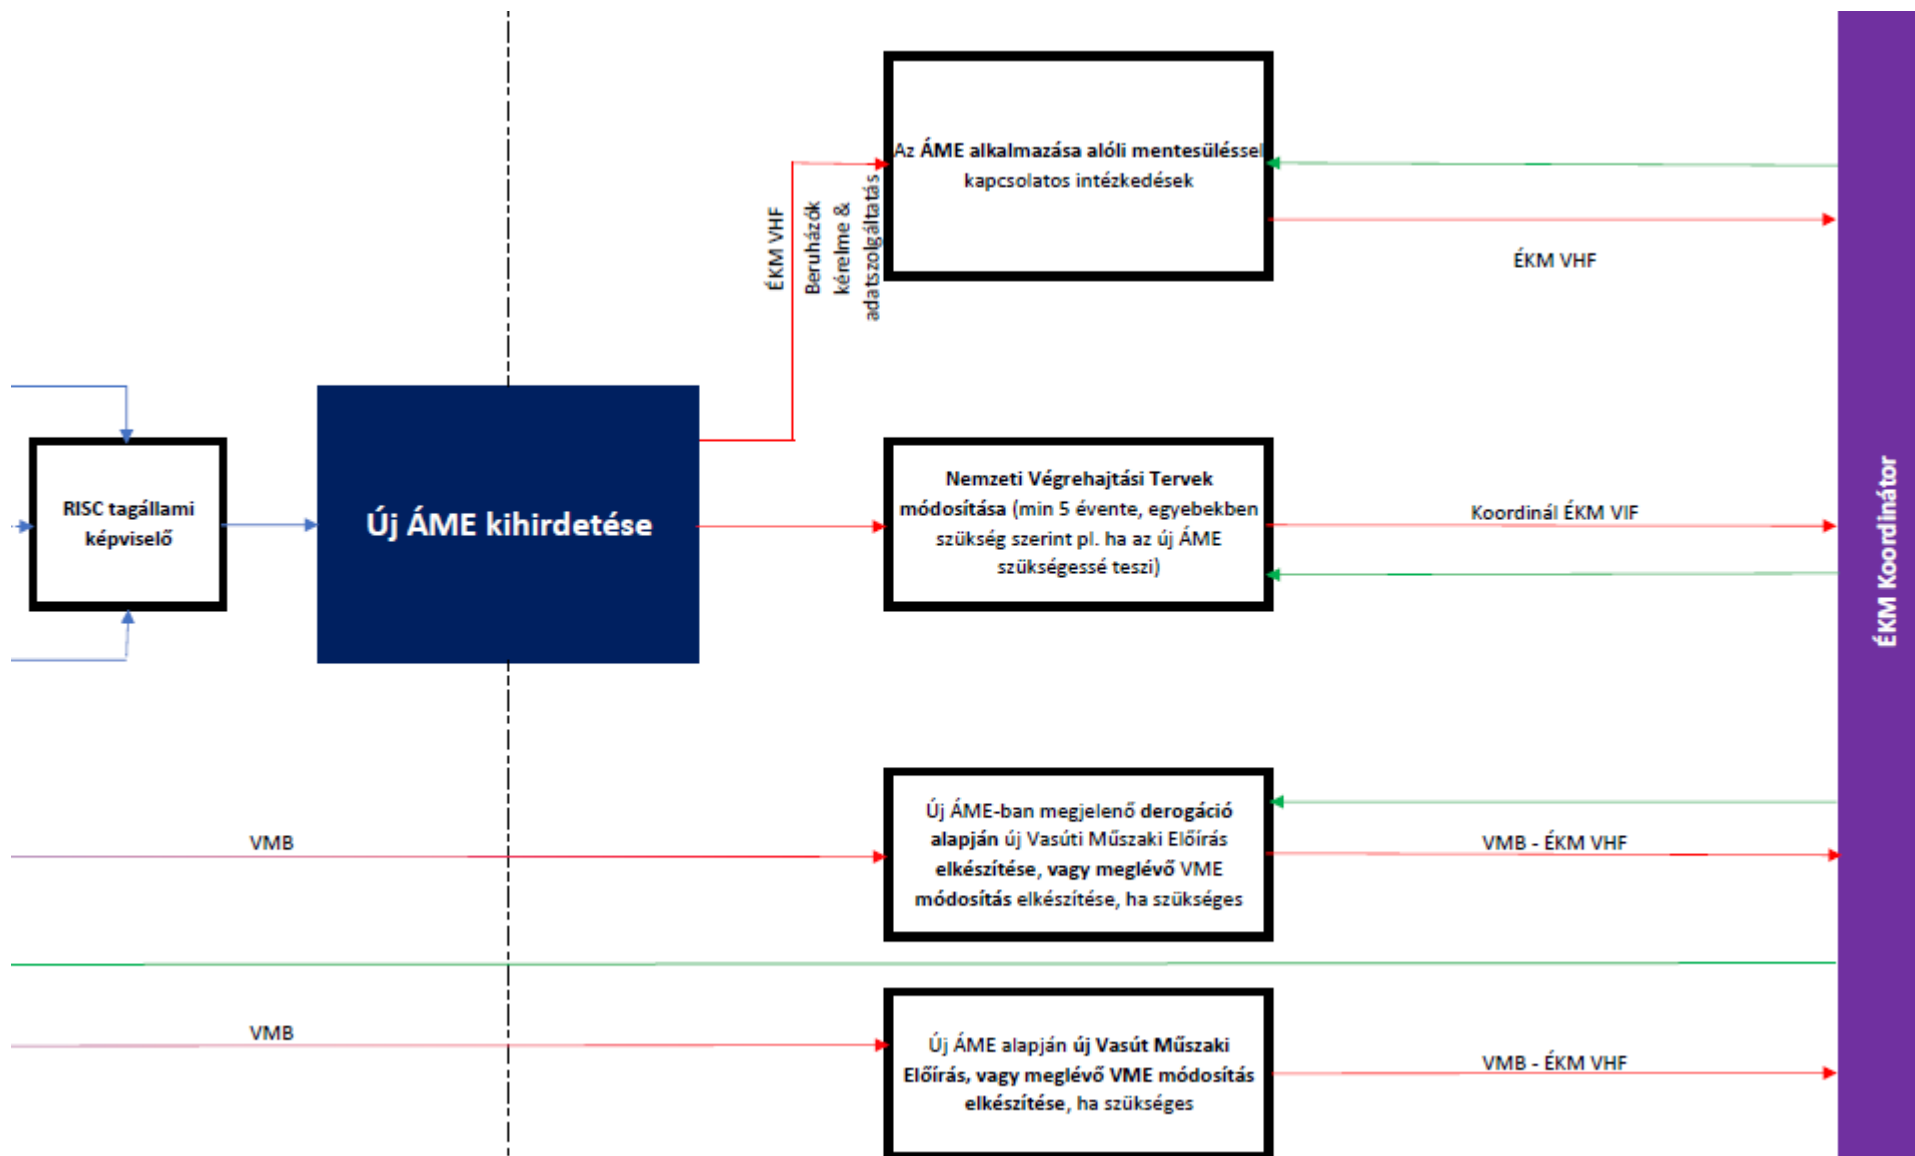 Az ÁME alkalmazása alóli mentesüléssel
kapcsolatos intézkedések
ÉKM VHF
Beruházók
kérelme &
adatszolgáltatás
ÉKM VHF
RISC tagállami
képviselő
Új ÁME kihirdetése
Nemzeti Végrehajtási Tervek
módosítása (min 5 évente, egyebekben
szükség szerint pl. ha az új ÁME
szükségessé teszi)
Koordinál ÉKM VIF
ÉKM Koordinátor
VMB
Új ÁME-ban megjelenő derogáció
alapján új Vasúti Műszaki Előírás
elkészítése, vagy meglévő VME
módosítás elkészítése, ha szükséges
VMB - ÉKM VHF
VMB
Új ÁME alapján új Vasút Műszaki
Előírás, vagy meglévő VME módosítás
elkészítése, ha szükséges
VMB - ÉKM VHF